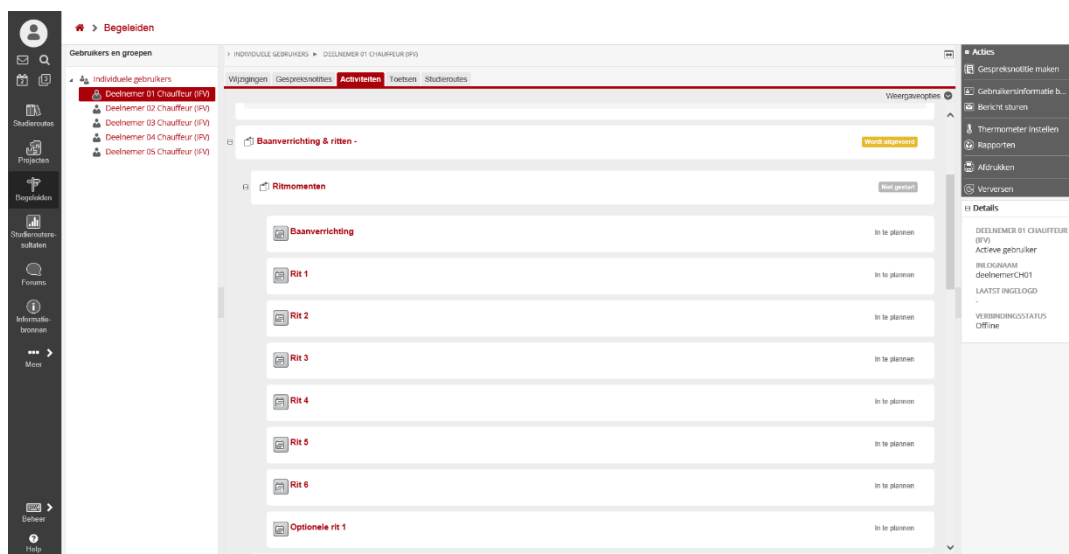 > Begeleiden
Studieroutes
Projecten
Begeleiden
Studieroutere-
sultaten
Forums
Informatie-
bronnen
Meer
Beheer
Help
Gebruikers en groepen
Individuele gebruikers
Deelnemer 01 Chauffeur (IFV)
Deelnemer 02 Chauffeur (IFV)
Deelnemer 03 Chauffeur (IFV)
Deelnemer 04 Chauffeur (IFV)
Deelnemer 05 Chauffeur (IFV)
> INDIVIDUELE GEBRUIKERS ► DEELNEMER 01 CHAUFFEUR (IFV)
Wijzigingen Gespreksnotities Activiteiten Toetsen Studieroutes
Weergaveopties
Baanverrichting & ritten - Wordt uitgevoerd
Ritmomenten Niet gestart
Baanverrichting In te plannen
Rit 1 In te plannen
Rit 2 In te plannen
Rit 3 In te plannen
Rit 4 In te plannen
Rit 5 In te plannen
Rit 6 In te plannen
Optionele rit 1 In te plannen
Acties
Gespreksnotitie maken
Gebruikersinformatie b...
Bericht sturen
Thermometer instellen
Rapporten
Afdrukken
Verversen
Details
DEELNEMER 01 CHAUFFEUR
(IFV)
Actieve gebruiker
INLOGNAAM
deelnemerCH01
LAATST INGELOGD
-
VERBINDINGSSTATUS
Offline